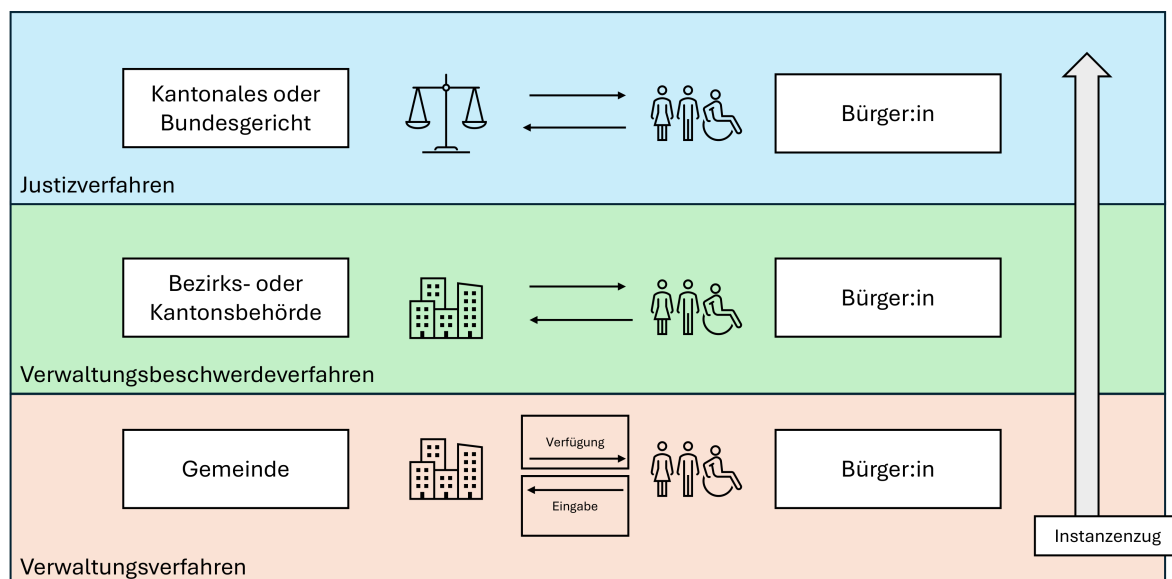 Kantonales oder
Bundesgericht
Bürger:in
Justizverfahren
Bezirks- oder
Kantonsbehörde
Bürger:in
Verwaltungsbeschwerdeverfahren
Gemeinde
Verfügung
Eingabe
Bürger:in
Instanzenzug
Verwaltungsverfahren